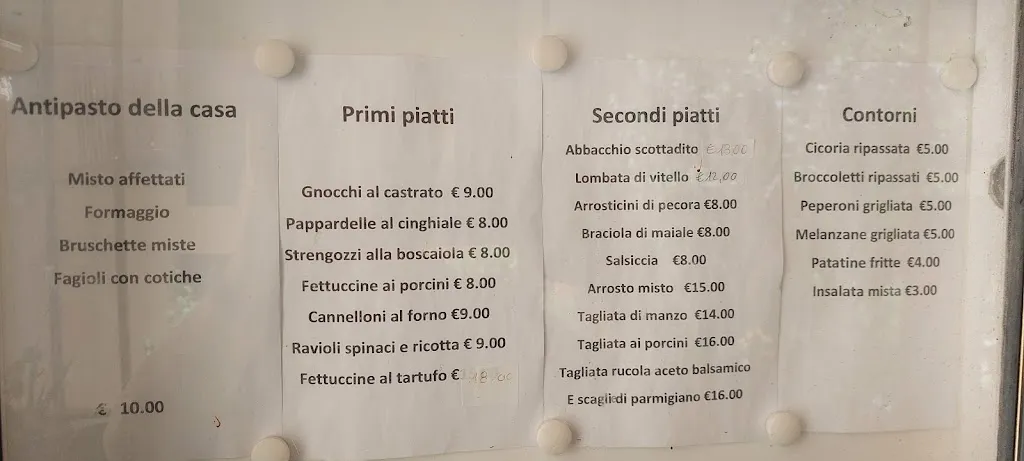 Antipasto della casa
Misto affettati
Formaggio
Bruschette miste
Fagioli con cotiche
€ 10.00
Primi piatti
Gnocchi al castrato € 9.00
Pappardelle al cinghiale € 8.00
Strengozzi alla boscaiola € 8.00
Fettuccine ai porcini € 8.00
Cannelloni al forno €9.00
Ravioli spinaci e ricotta € 9.00
Fettuccine al tartufo € 18.00
Secondi piatti
Abbacchio scottadito € 13.00
Lombata di vitello €12,00
Arrosticini di pecora €8.00
Braciola di maiale €8.00
Salsiccia €8.00
Arrosto misto €15.00
Tagliata di manzo €14.00
Tagliata ai porcini €16.00
Tagliata rucola aceto balsamico
E scagli di parmigiano €16.00
Contorni
Cicoria ripassata €5.00
Broccoletti ripassati €5.00
Peperoni grigliata €5.00
Melanzane grigliata €5.00
Patatine fritte €4.00
Insalata mista €3.00